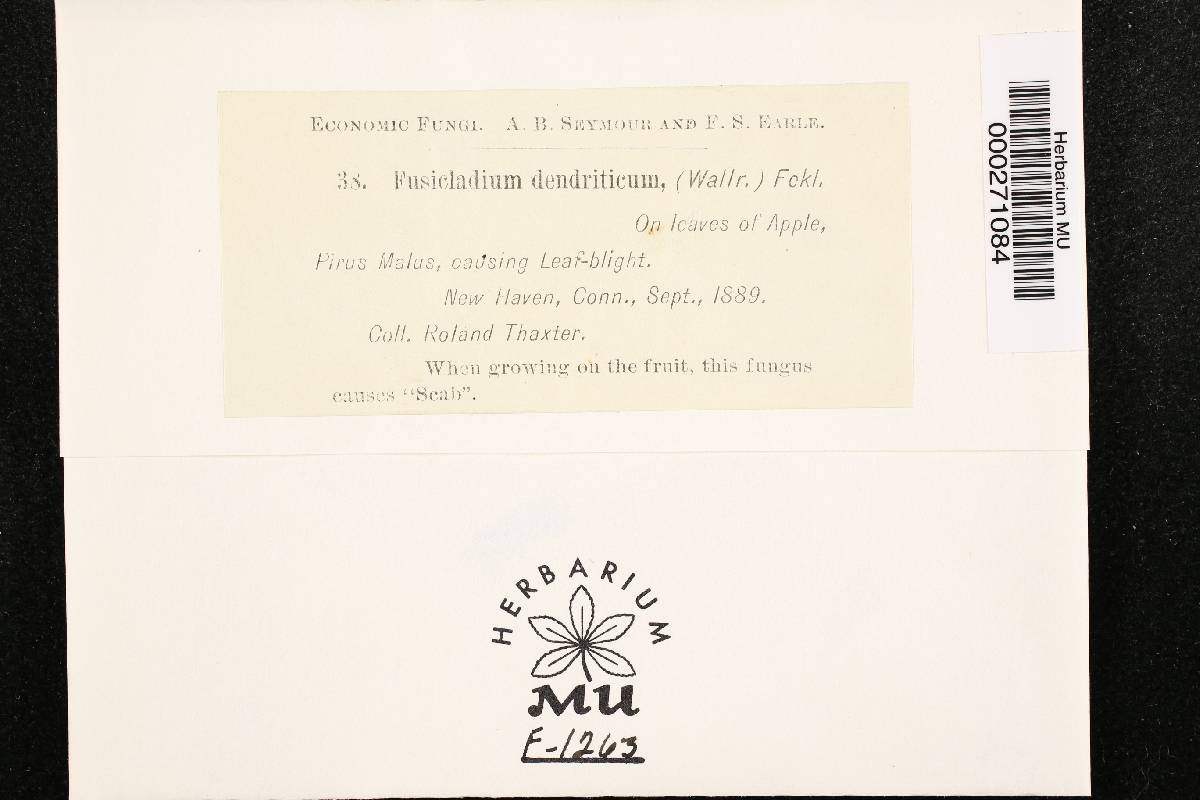 ECONOMIC FUNGI. A. B. SEYMOUR AND F. S. EARLE.
38. Fusicladium dendriticum, (Wallr.) Fckl.
On leaves of Apple,
Pirus Malus, causing Leaf-blight.
New Haven, Conn., Sept., 1889.
Coll. Roland Thaxter.
When growing on the fruit, this fungus
causes "Scab".
Herbarium MU
000271084
HERBARIUM
MU
F-1263